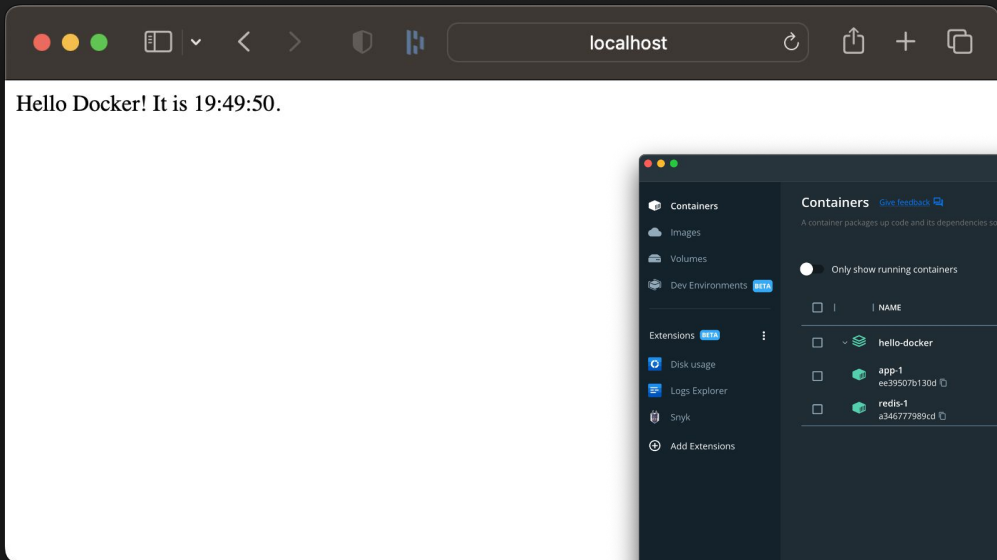 localhost
Hello Docker! It is 19:49:50.
Containers
Images
Volumes
Dev Environments BETA
Extensions BETA
Disk usage
Logs Explorer
Snyk
Add Extensions
Containers Give feedback
A container packages up code and its dependencies so
Only show running containers
NAME
hello-docker
app-1
ee39507b130d
redis-1
a346777989cd